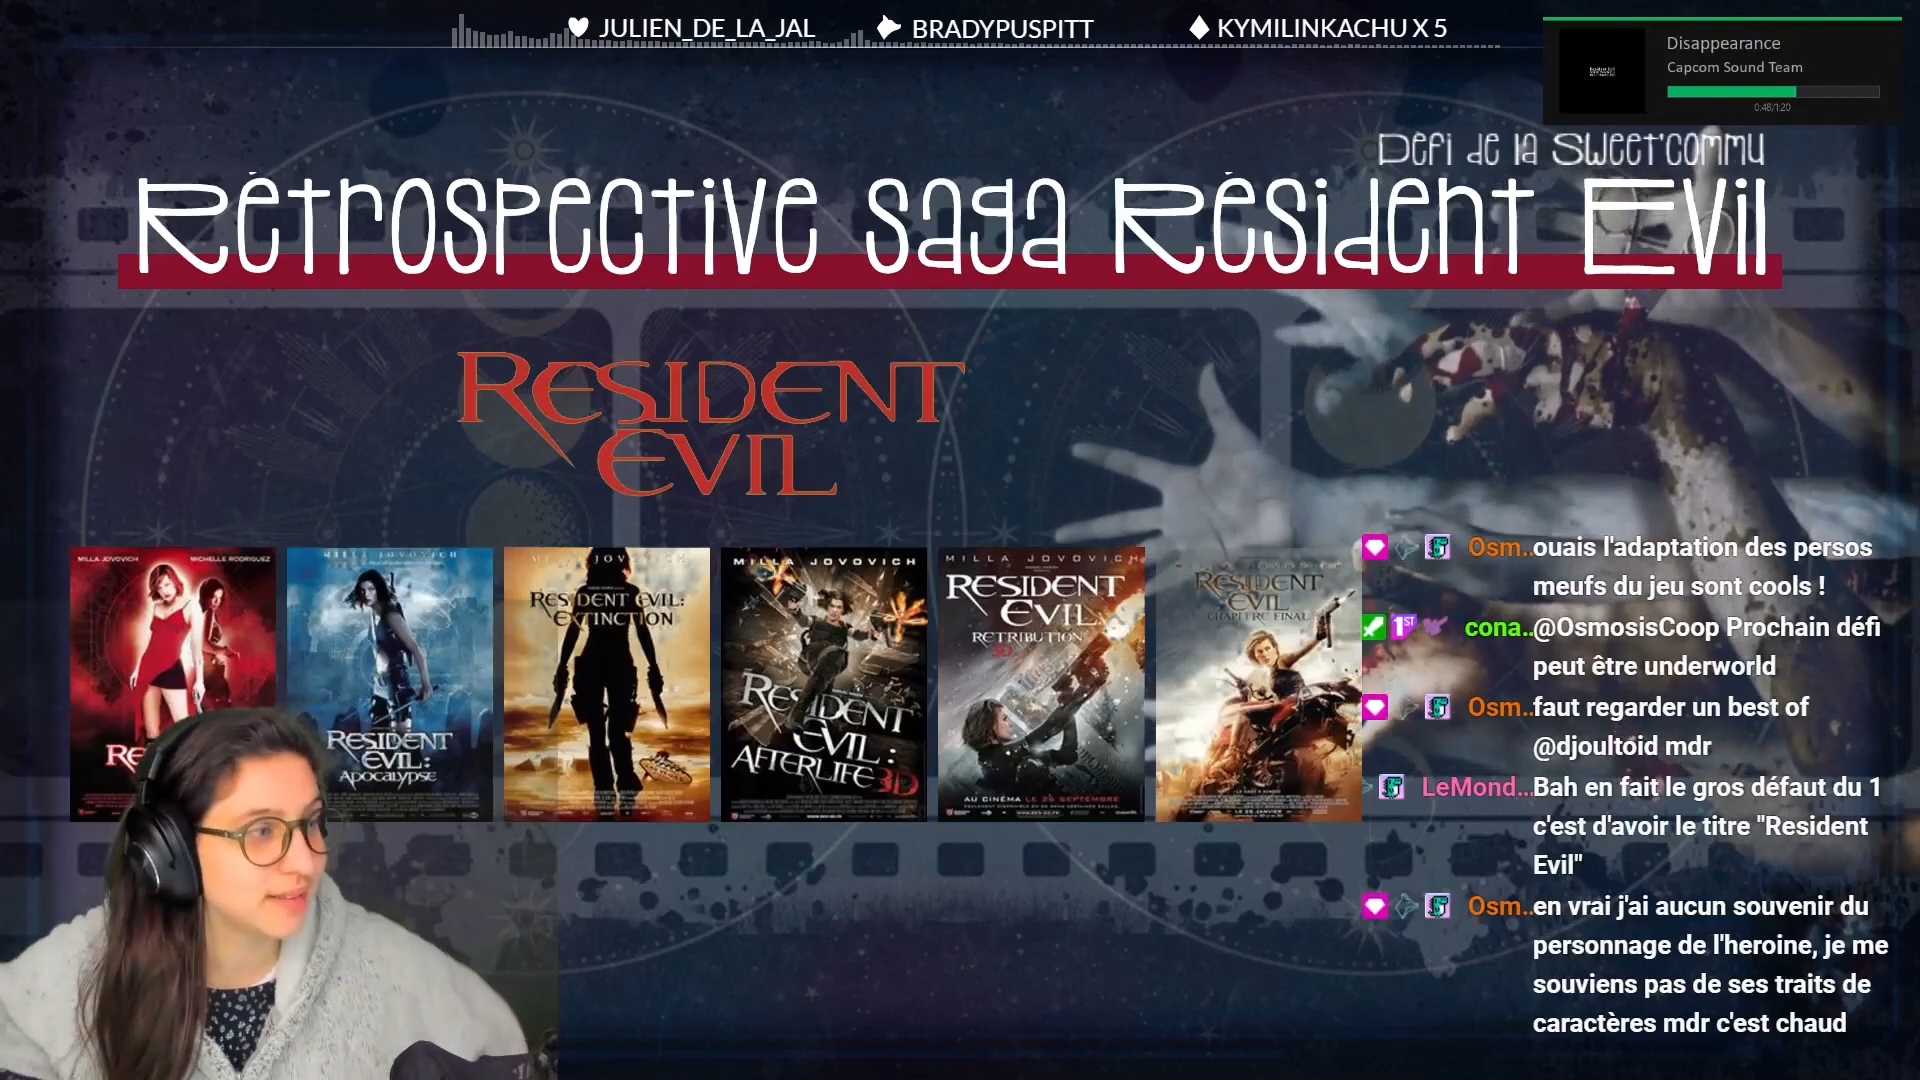 JULIEN_DE_LA_JAL
BRADYPUSPITT
KYMILINKACHU X 5
Disappearance
Capcom Sound Team
0:48/1:20
Défi de la Sweet'commu
Rétrospective saga Résident Evil
RESIDENT
EVIL
MILLA JOVOVICH MICHELLE RODRIGUEZ
RE
MILLA JOVOVICH
RESIDENT
EVIL:
APOCALYPSE
MILLA JOVOVICH
RESIDENT EVIL:
EXTINCTION
MILLA JOVOVICH
RESIDENT
EVIL:
AFTERLIFE 3D
MILLA JOVOVICH
RESIDENT
EVIL
RETRIBUTION
3D
AU CINÉMA LE 26 SEPTEMBRE
RESIDENT
EVIL
CHAPITRE FINAL
Osm..ouais l'adaptation des persos
meufs du jeu sont cools !
1ST cona..@OsmosisCoop Prochain défi
peut être underworld
Osm..faut regarder un best of
@djoultoid mdr
LeMond...Bah en fait le gros défaut du 1
c'est d'avoir le titre "Resident
Evil"
Osm..en vrai j'ai aucun souvenir du
personnage de l'heroine, je me
souviens pas de ses traits de
caractères mdr c'est chaud